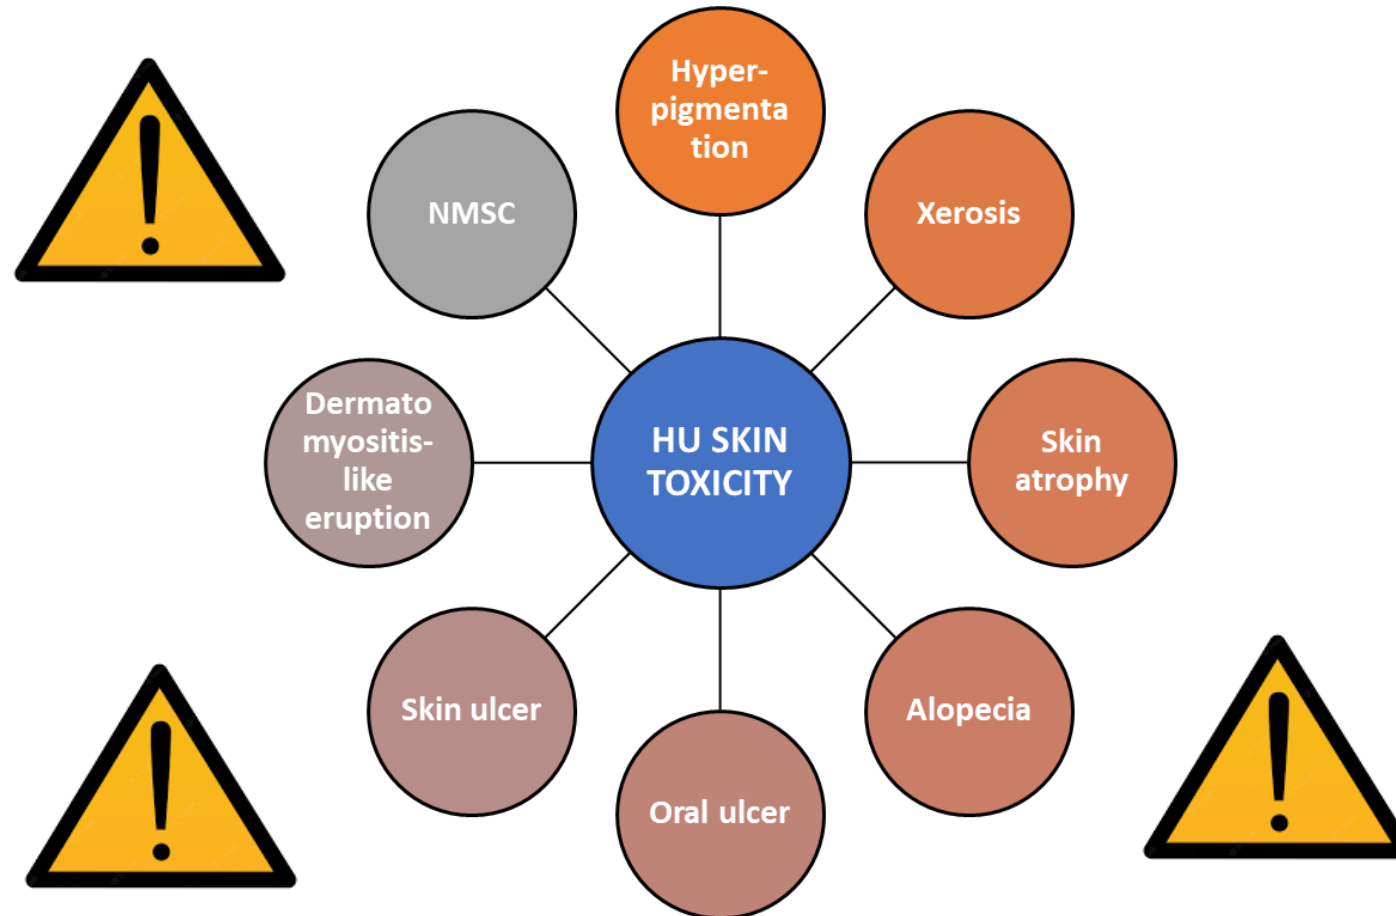 Hyper-
pigmenta
tion
NMSC
Xerosis
Dermato
myositis-
like
eruption
HU SKIN
TOXICITY
Skin
atrophy
Skin ulcer
Alopecia
Oral ulcer